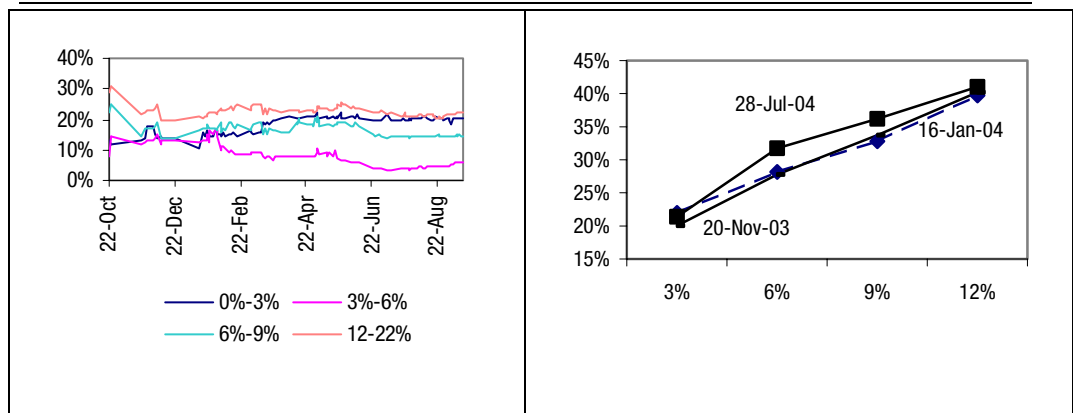 40%
30%
20%
10%
0%
22-Oct
22-Dec
22-Feb
22-Apr
22-Jun
22-Aug
0%-3%
3%-6%
6%-9%
12-22%
45%
40%
35%
30%
25%
20%
15%
28-Jul-04
16-Jan-04
20-Nov-03
3%
6%
9%
12%